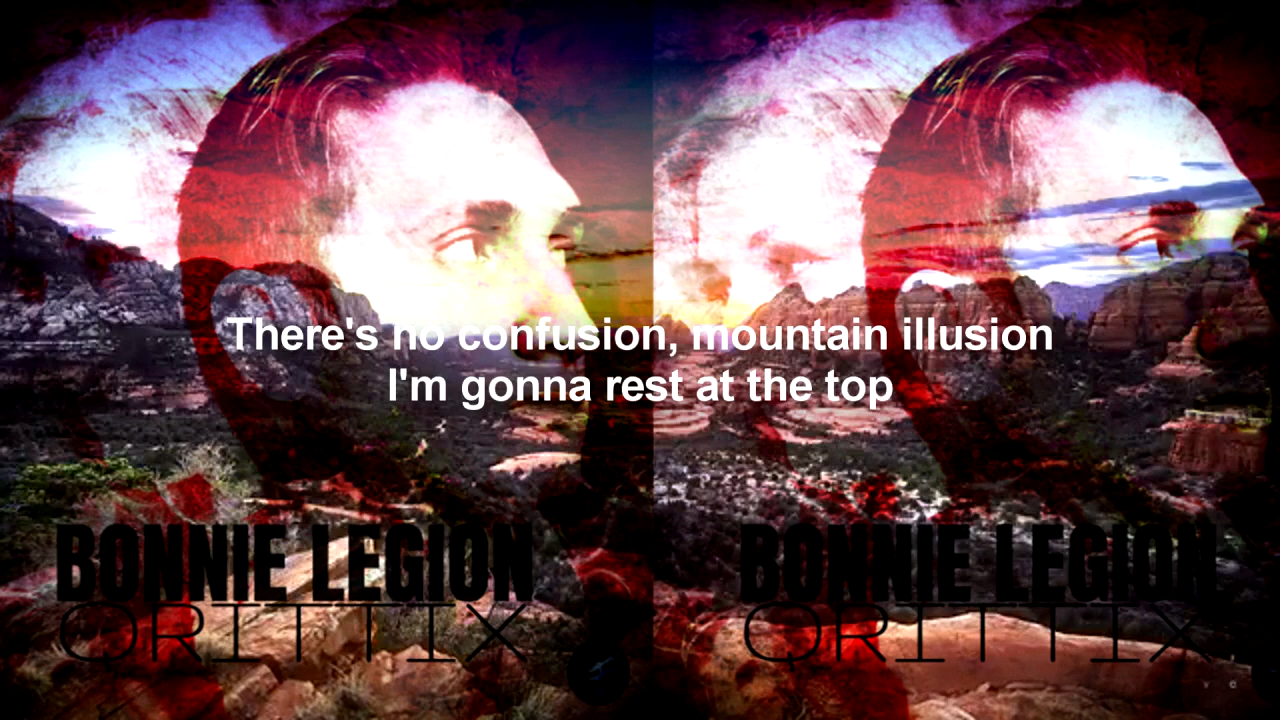 There's no confusion, mountain illusion
I'm gonna rest at the top
BONNIE LEGION BONNIE LEGION
QRITTIX QRITTIX